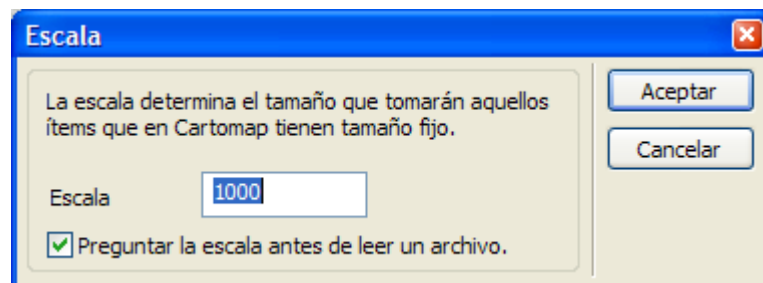 Escala
La escala determina el tamaño que tomarán aquellos
ítems que en Cartomap tienen tamaño fijo.
Escala 1000
Preguntar la escala antes de leer un archivo.
Aceptar
Cancelar